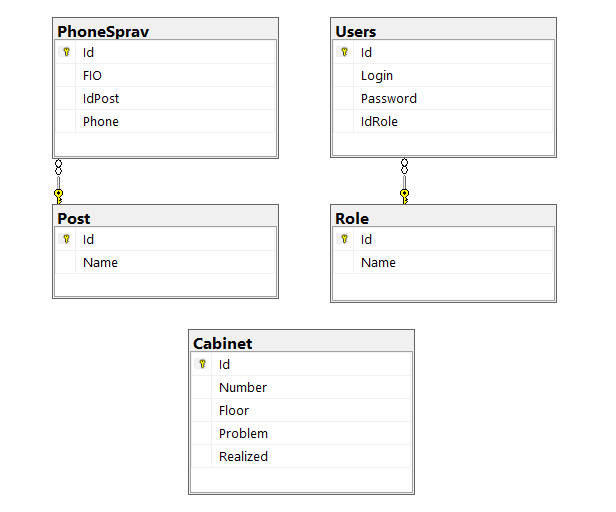 PhoneSprav
Id
FIO
IdPost
Phone
Users
Id
Login
Password
IdRole
Post
Id
Name
Role
Id
Name
Cabinet
Id
Number
Floor
Problem
Realized